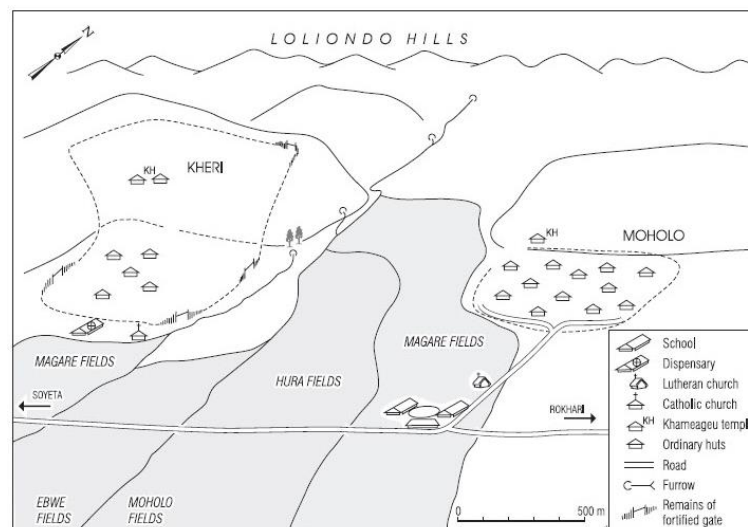 N
LOLIONDO HILLS
KH
KHERI
KH
MOHOLO
MAGARE FIELDS
SOYETA
HURA FIELDS
MAGARE FIELDS
ROKHARI
EBWE
FIELDS
MOHOLO
FIELDS
0 500 m
School
Dispensary
Lutheran church
Catholic church
KH Khameageu templ
Ordinary huts
Road
Furrow
Remains of
fortified gate